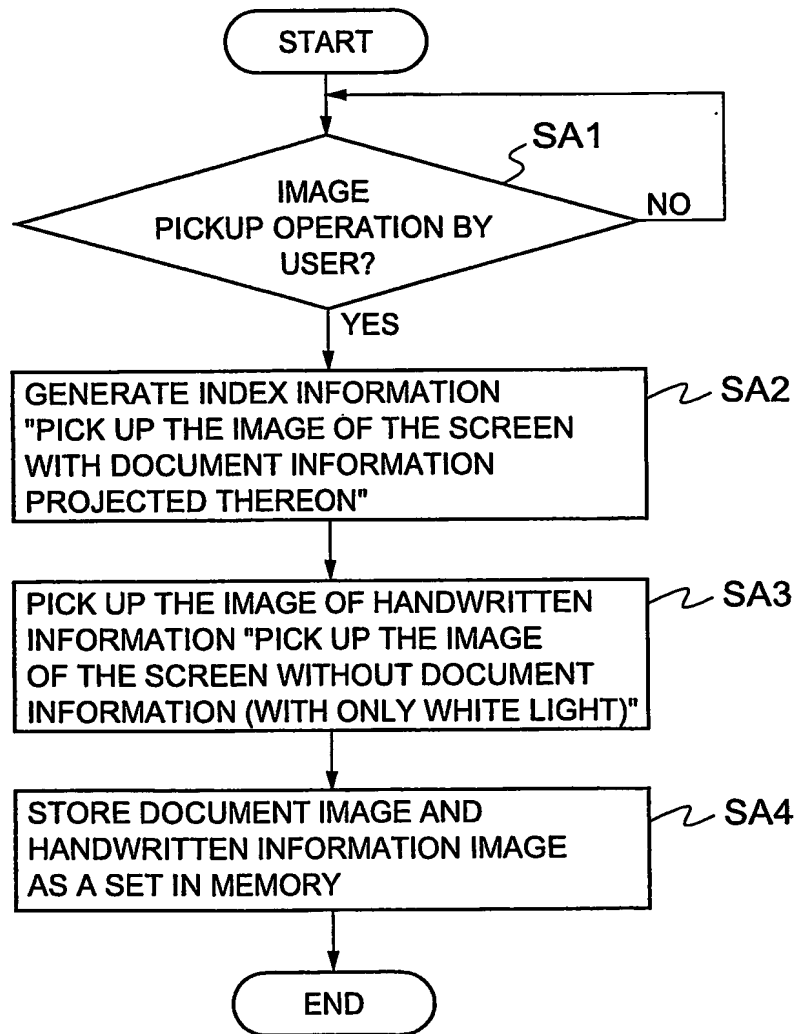 START
SA1
IMAGE
PICKUP OPERATION BY
USER?
NO
YES
SA2
GENERATE INDEX INFORMATION
"PICK UP THE IMAGE OF THE SCREEN
WITH DOCUMENT INFORMATION
PROJECTED THEREON"
SA3
PICK UP THE IMAGE OF HANDWRITTEN
INFORMATION "PICK UP THE IMAGE
OF THE SCREEN WITHOUT DOCUMENT
INFORMATION (WITH ONLY WHITE LIGHT)"
SA4
STORE DOCUMENT IMAGE AND
HANDWRITTEN INFORMATION IMAGE
AS A SET IN MEMORY
END